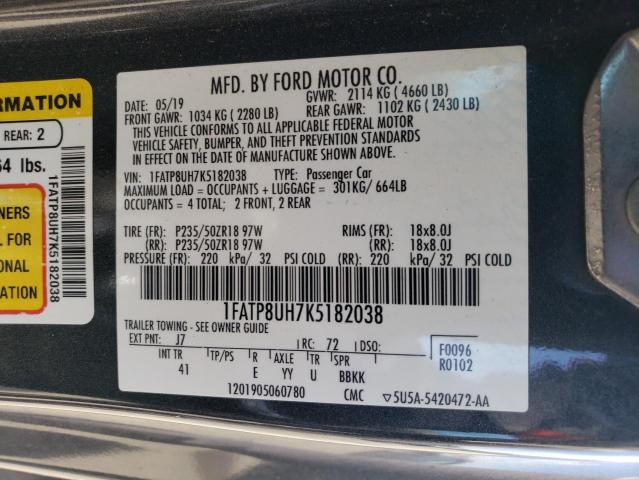 ORMATION
REAR: 2
64 lbs.
NERS
L FOR
ONAL
ATION
1FATP8UH7K5182038
MFD. BY FORD MOTOR CO.
DATE: 05/19 GVWR: 2114 KG ( 4660 LB)
FRONT GAWR: 1034 KG ( 2280 LB) REAR GAWR: 1102 KG ( 2430 LB)
THIS VEHICLE CONFORMS TO ALL APPLICABLE FEDERAL MOTOR
VEHICLE SAFETY, BUMPER, AND THEFT PREVENTION STANDARDS
IN EFFECT ON THE DATE OF MANUFACTURE SHOWN ABOVE.
VIN: 1FATP8UH7K5182038 TYPE: Passenger Car
MAXIMUM LOAD = OCCUPANTS + LUGGAGE = 301KG/ 664LB
OCCUPANTS = 4 TOTAL; 2 FRONT, 2 REAR
TIRE (FR): P235/50ZR18 97W RIMS (FR): 18x8.0J
(RR): P235/50ZR18 97W (RR): 18x8.0J
PRESSURE (FR): 220 kPa/ 32 PSI COLD (RR): 220 kPa/ 32 PSI COLD
1FATP8UH7K5182038
TRAILER TOWING - SEE OWNER GUIDE
EXT PNT: J7 RC: 72 DSO: F0096
R0102
INT TR TP/PS R AXLE TR SPR
41 E YY U BBKK
1201905060780 CMC ▽5U5A-5420472-AA